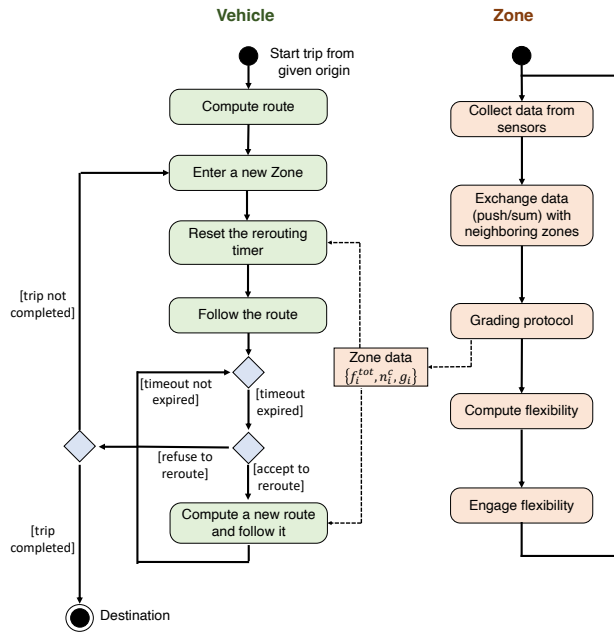 Vehicle
Zone
Start trip from
given origin
Compute route
Collect data from
sensors
Enter a new Zone
Exchange data
(push/sum) with
neighboring zones
Reset the rerouting
timer
[trip not
completed]
Follow the route
Grading protocol
Zone data
{f_i^{tot}, n_i^c, g_i}
[timeout not
expired]
[timeout
expired]
Compute flexibility
[refuse to
reroute]
[accept to
reroute]
Compute a new route
and follow it
Engage flexibility
[trip
completed]
Destination